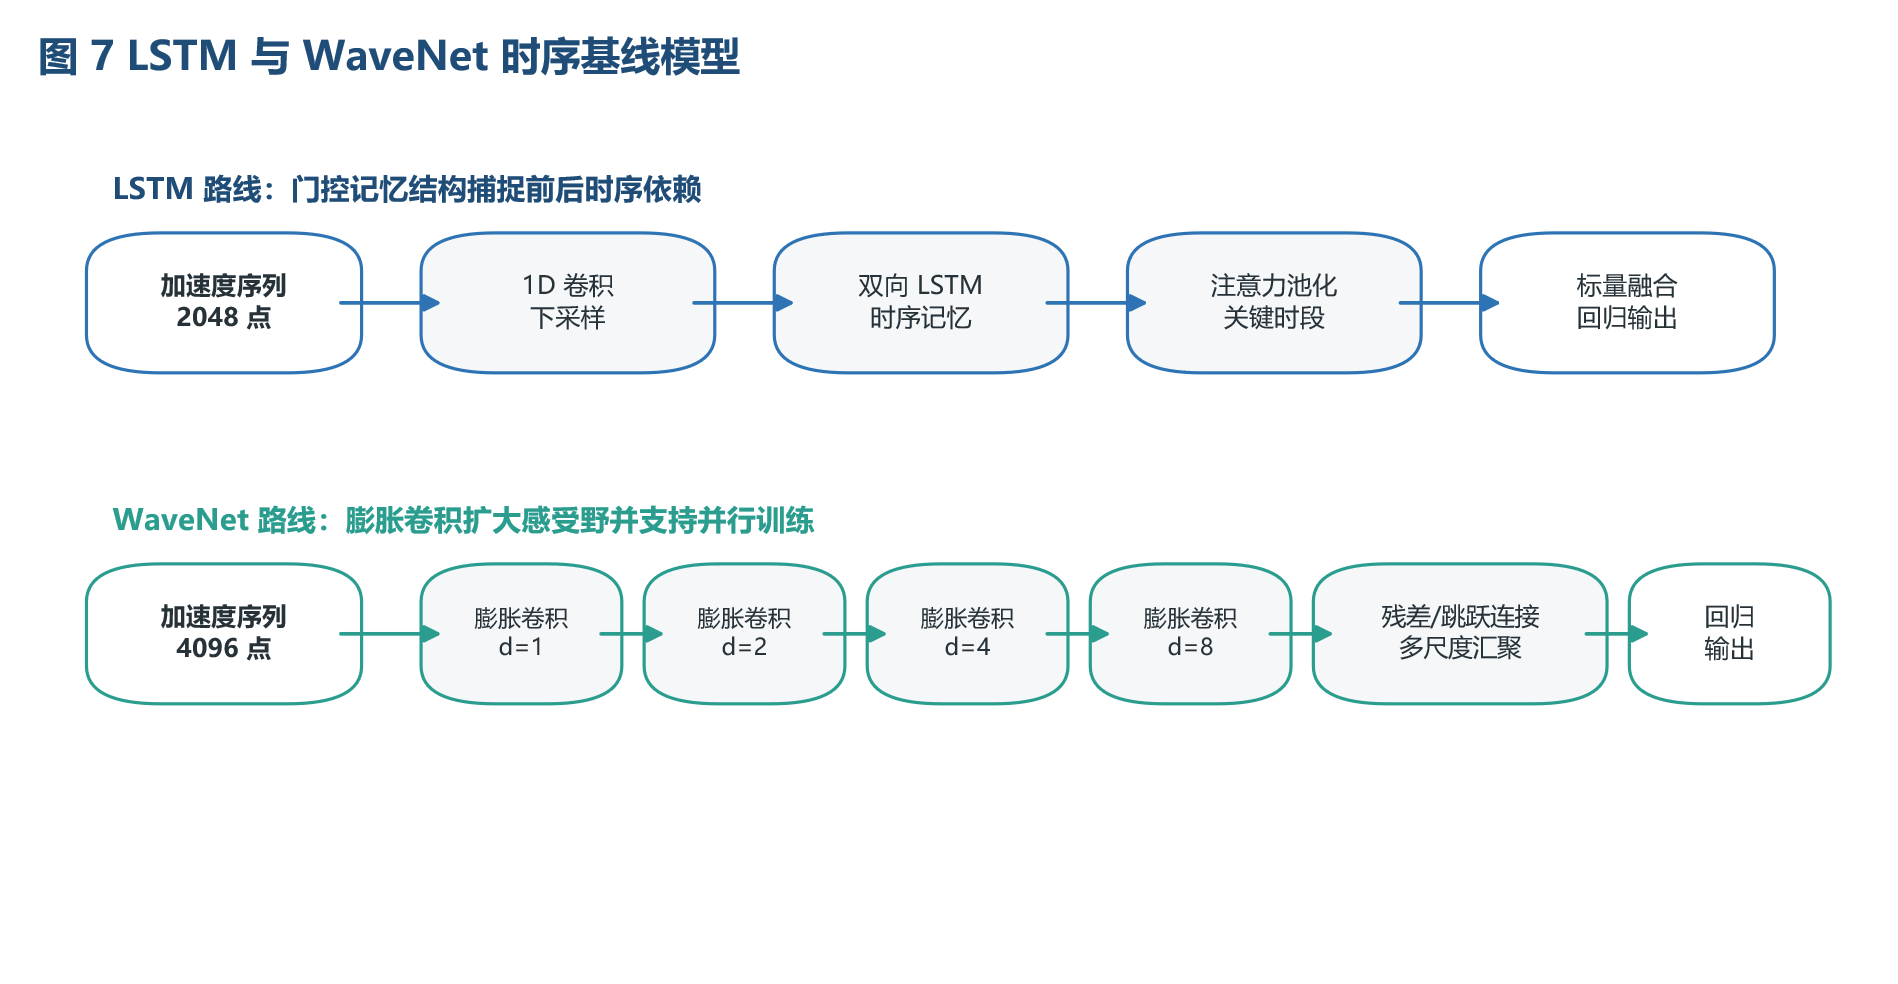 图 7 LSTM 与 WaveNet 时序基线模型
LSTM 路线：门控记忆结构捕捉前后时序依赖
加速度序列
2048 点
1D 卷积
下采样
双向 LSTM
时序记忆
注意力池化
关键时段
标量融合
回归输出
WaveNet 路线：膨胀卷积扩大感受野并支持并行训练
加速度序列
4096 点
膨胀卷积
d=1
膨胀卷积
d=2
膨胀卷积
d=4
膨胀卷积
d=8
残差/跳跃连接
多尺度汇聚
回归
输出